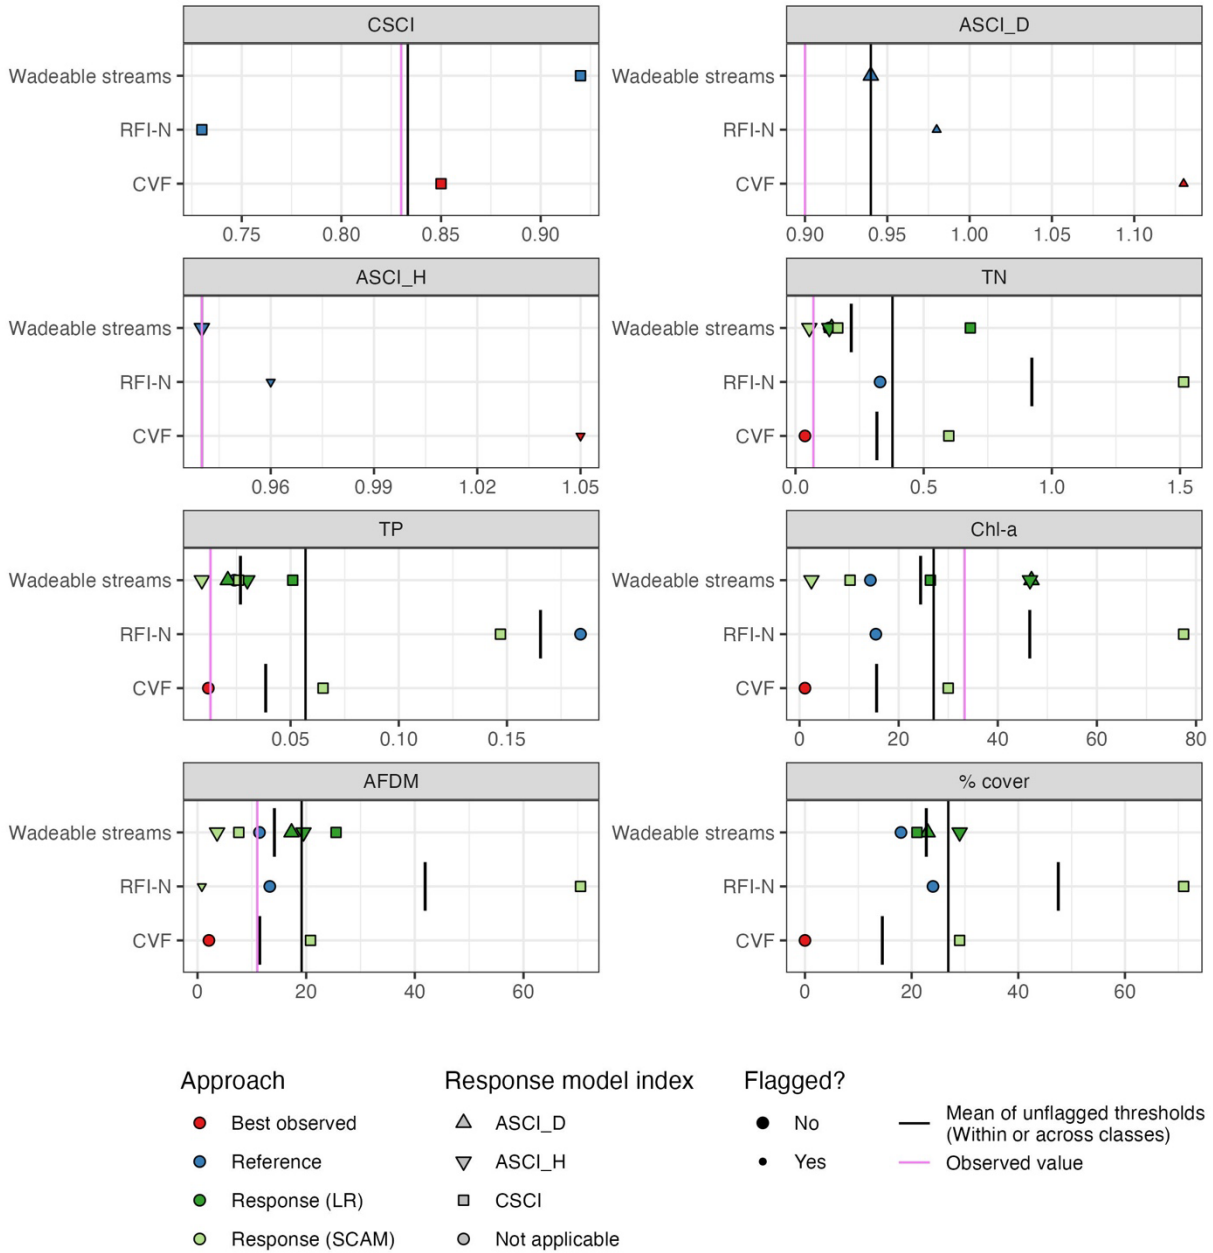 CSCI
Wadeable streams
RFI-N
CVF
0.75 0.80 0.85 0.90
ASCI_D
Wadeable streams
RFI-N
CVF
0.90 0.95 1.00 1.05 1.10
ASCI_H
Wadeable streams
RFI-N
CVF
0.96 0.99 1.02 1.05
TN
Wadeable streams
RFI-N
CVF
0.0 0.5 1.0 1.5
TP
Wadeable streams
RFI-N
CVF
0.05 0.10 0.15
Chl-a
Wadeable streams
RFI-N
CVF
0 20 40 60 80
AFDM
Wadeable streams
RFI-N
CVF
0 20 40 60
% cover
Wadeable streams
RFI-N
CVF
0 20 40 60
Approach
Best observed
Reference
Response (LR)
Response (SCAM)
Response model index
ASCI_D
ASCI_H
CSCI
Not applicable
Flagged?
No
Yes
Mean of unflagged thresholds
(Within or across classes)
Observed value